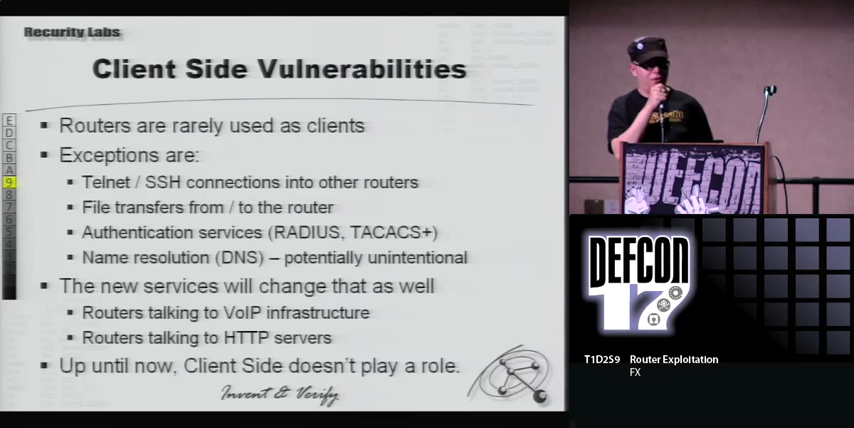 Recurity Labs
Client Side Vulnerabilities
E
D
C
B
A
9
8
7
6
5
4
3
▪ Routers are rarely used as clients
▪ Exceptions are:
▪ Telnet / SSH connections into other routers
▪ File transfers from / to the router
▪ Authentication services (RADIUS, TACACS+)
▪ Name resolution (DNS) – potentially unintentional
▪ The new services will change that as well
▪ Routers talking to VoIP infrastructure
▪ Routers talking to HTTP servers
▪ Up until now, Client Side doesn't play a role.
Invent & Verify
DEFCON
DEFCON
17
T1D2S9 Router Exploitation
FX